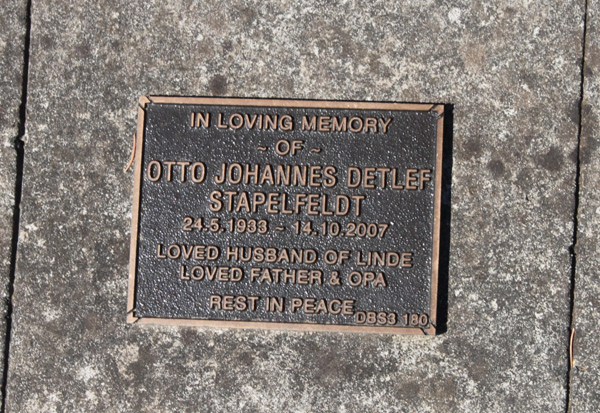 IN LOVING MEMORY
~ OF ~
OTTO JOHANNES DETLEF
STAPELFELDT
24.5.1933 - 14.10.2007
LOVED HUSBAND OF LINDE
LOVED FATHER & OPA
REST IN PEACE
DBS3 180